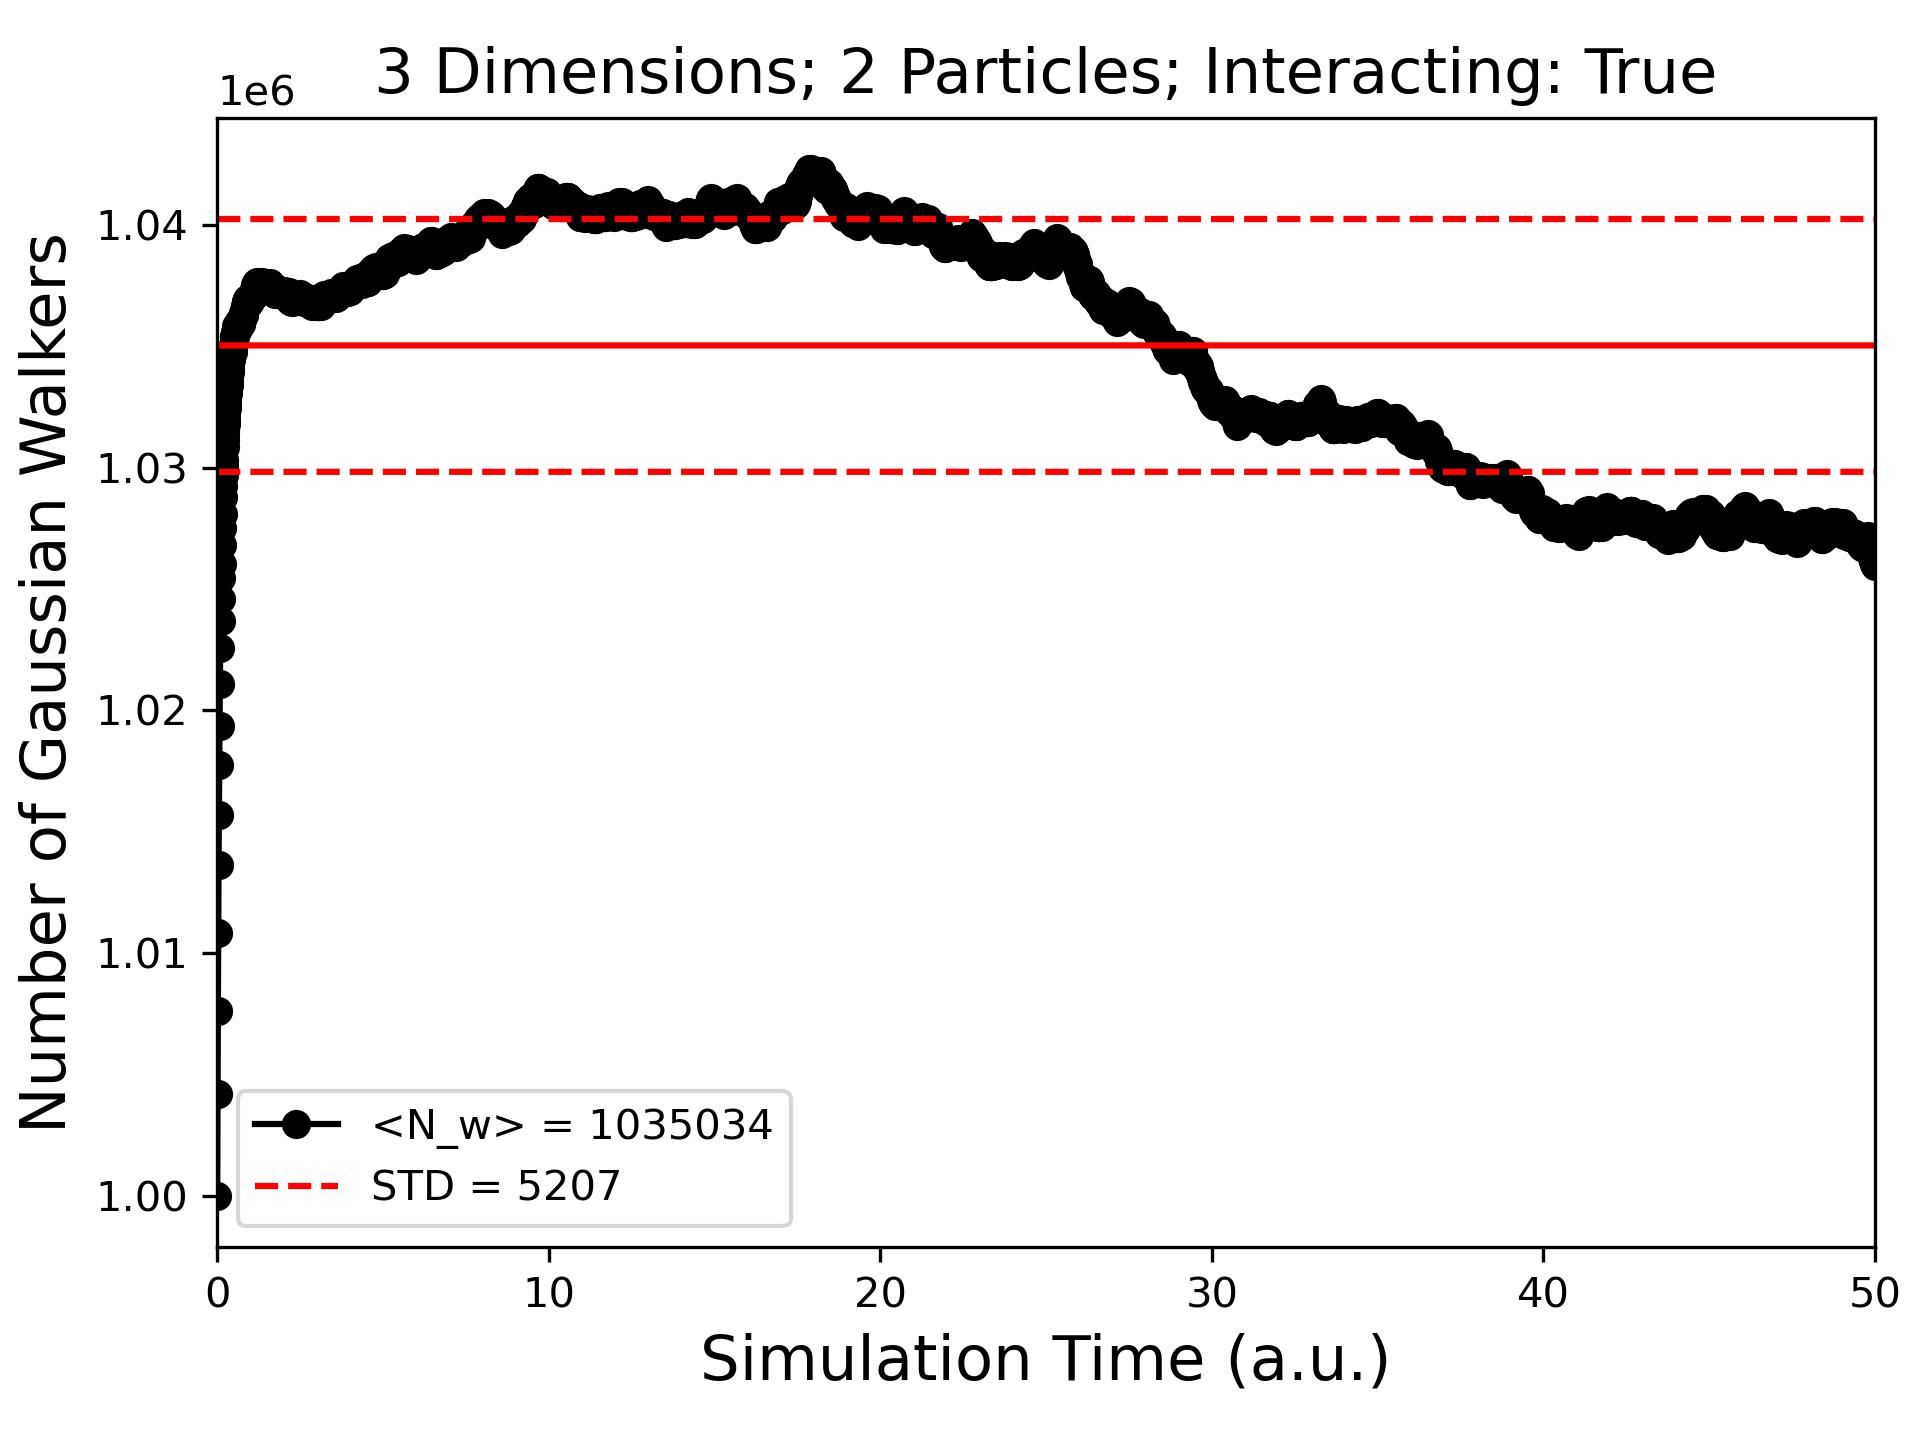 3 Dimensions; 2 Particles; Interacting: True
1e6
Number of Gaussian Walkers
1.04
1.03
1.02
1.01
1.00
<N_w> = 1035034
STD = 5207
0 10 20 30 40 50
Simulation Time (a.u.)